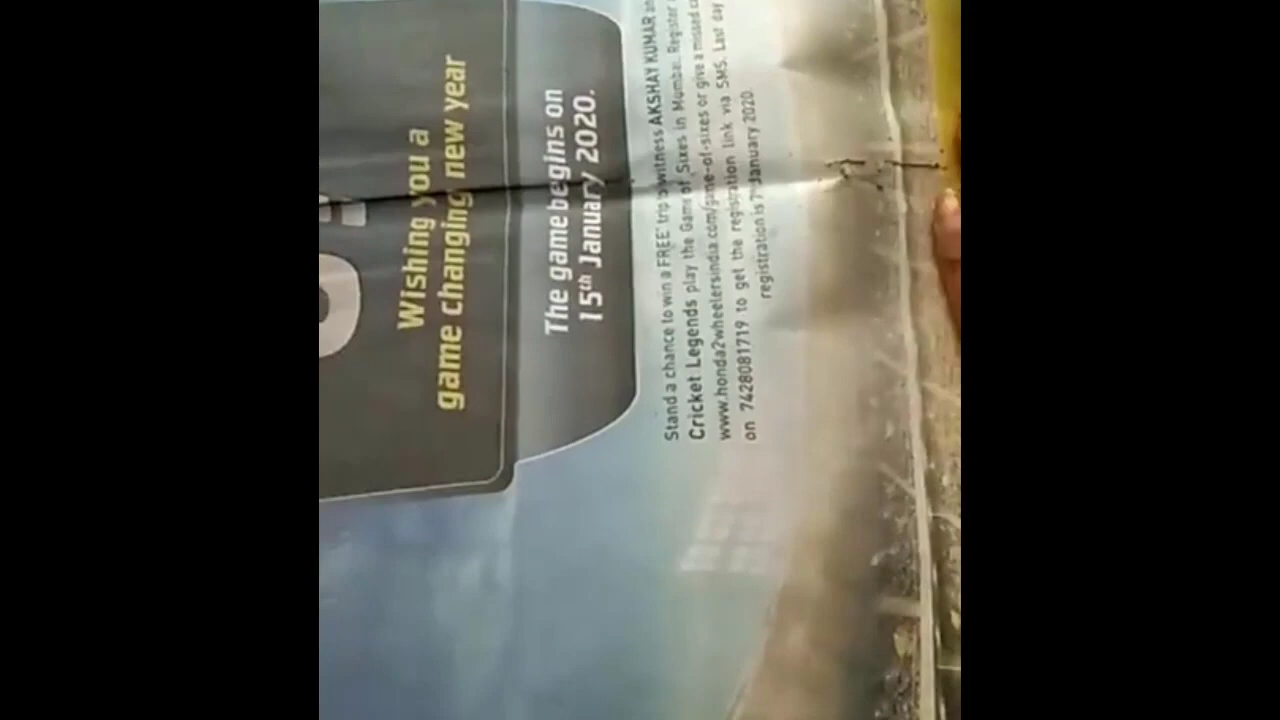 Wishing you a
game changing new year
The game begins on
15th January 2020.
Stand a chance to win a FREE* trip to witness AKSHAY KUMAR
Cricket Legends play the Game of Sixes in Mumbai. Register
www.honda2wheelersindia.com/game-of-sixes or give a missed
on 7428081719 to get the registration link via SMS. Last day
registration is 7th January 2020